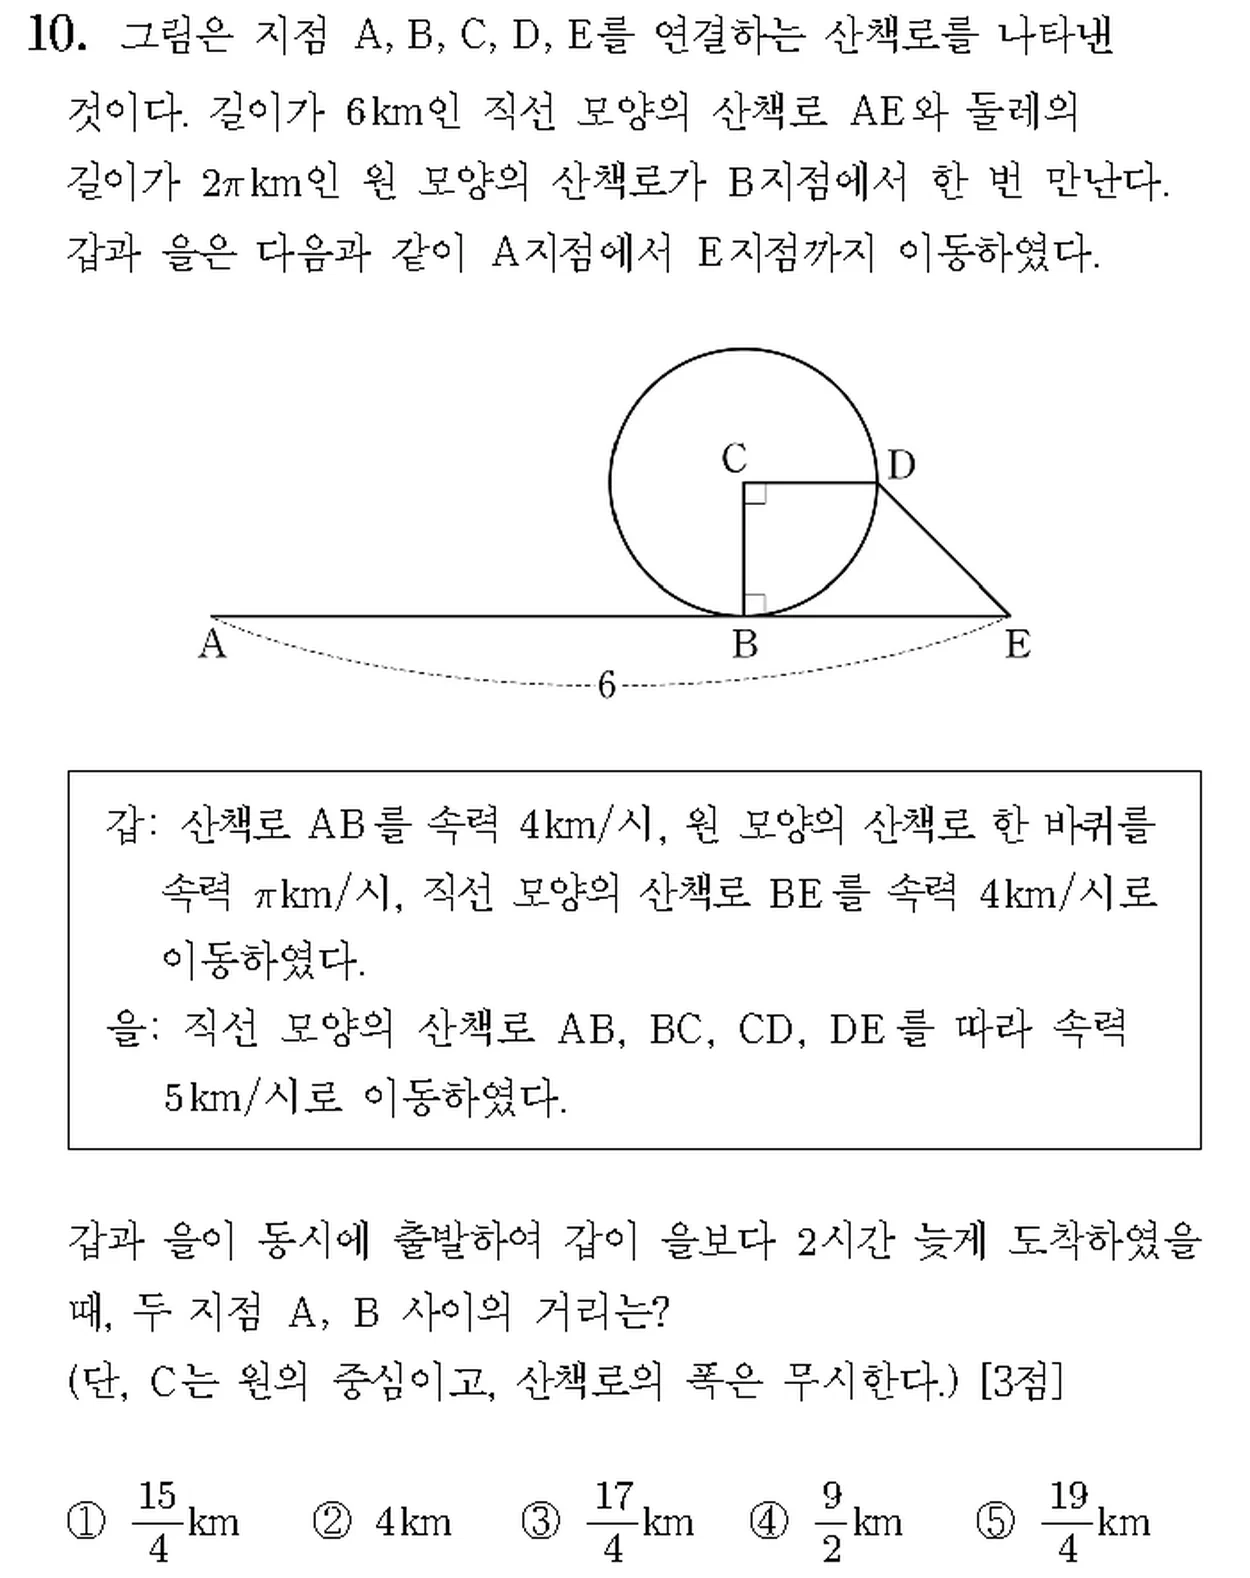 10. 그림은 지점 A, B, C, D, E를 연결하는 산책로를 나타낸
것이다. 길이가 6km인 직선 모양의 산책로 AE와 둘레의
길이가 2πkm인 원 모양의 산책로가 B지점에서 한 번 만난다.
갑과 을은 다음과 같이 A지점에서 E지점까지 이동하였다.
C
D
A
B
E
6
갑: 산책로 AB를 속력 4km/시, 원 모양의 산책로 한 바퀴를
속력 πkm/시, 직선 모양의 산책로 BE를 속력 4km/시로
이동하였다.
을: 직선 모양의 산책로 AB, BC, CD, DE를 따라 속력
5km/시로 이동하였다.
갑과 을이 동시에 출발하여 갑이 을보다 2시간 늦게 도착하였을
때, 두 지점 A, B 사이의 거리는?
(단, C는 원의 중심이고, 산책로의 폭은 무시한다.) [3점]
① 15/4 km ② 4km ③ 17/4 km ④ 9/2 km ⑤ 19/4 km